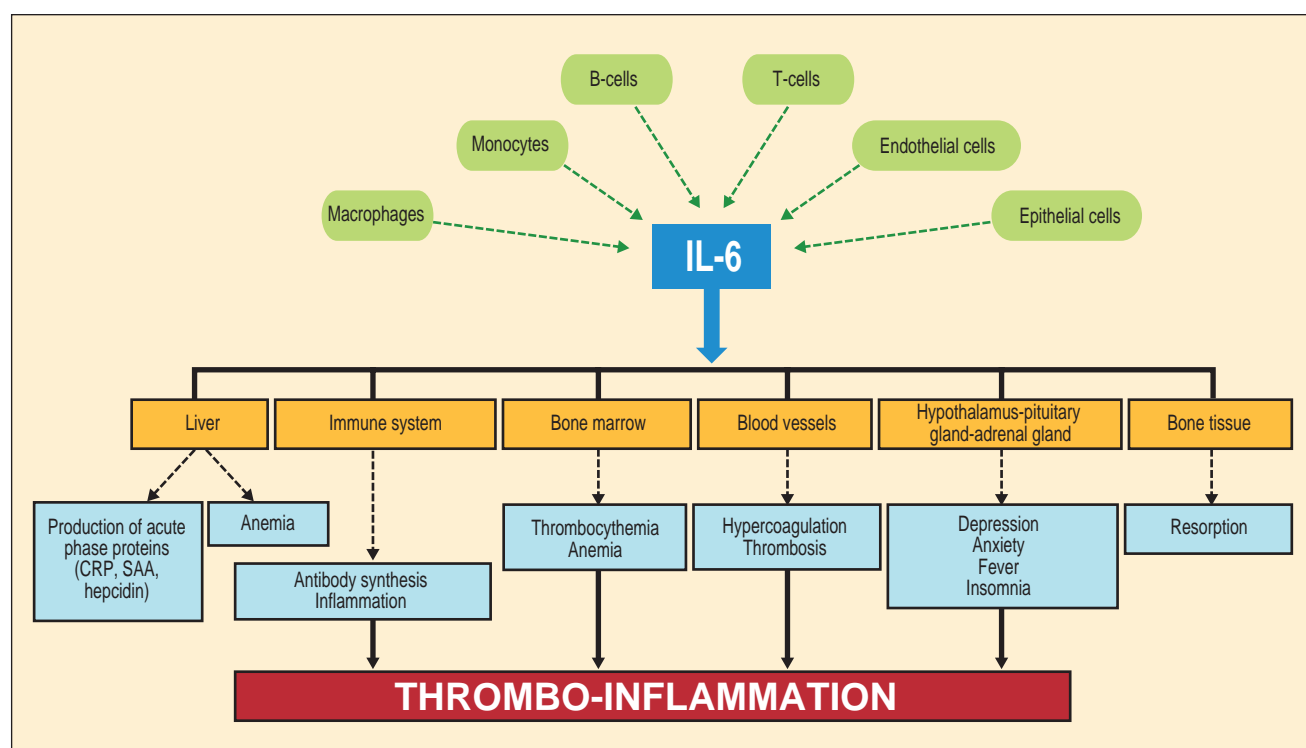 B-cells
T-cells
Monocytes
Endothelial cells
Macrophages
Epithelial cells
IL-6
Liver
Immune system
Bone marrow
Blood vessels
Hypothalamus-pituitary
gland-adrenal gland
Bone tissue
Production of acute
phase proteins
(CRP, SAA,
hepcidin)
Anemia
Antibody synthesis
Inflammation
Thrombocythemia
Anemia
Hypercoagulation
Thrombosis
Depression
Anxiety
Fever
Insomnia
Resorption
THROMBO-INFLAMMATION